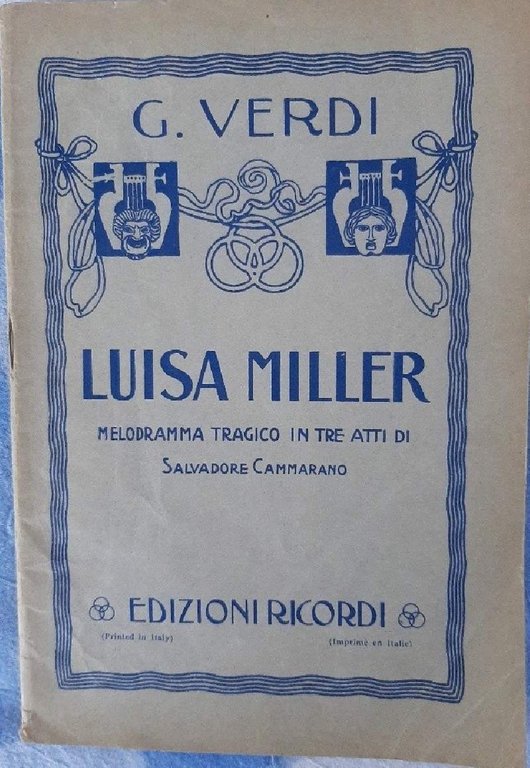 G. VERDI
LUISA MILLER
MELODRAMMA TRAGICO IN TRE ATTI DI
SALVADORE CAMMARANO
EDIZIONI RICORDI
(Printed in Italy) (Imprimé en Italie)